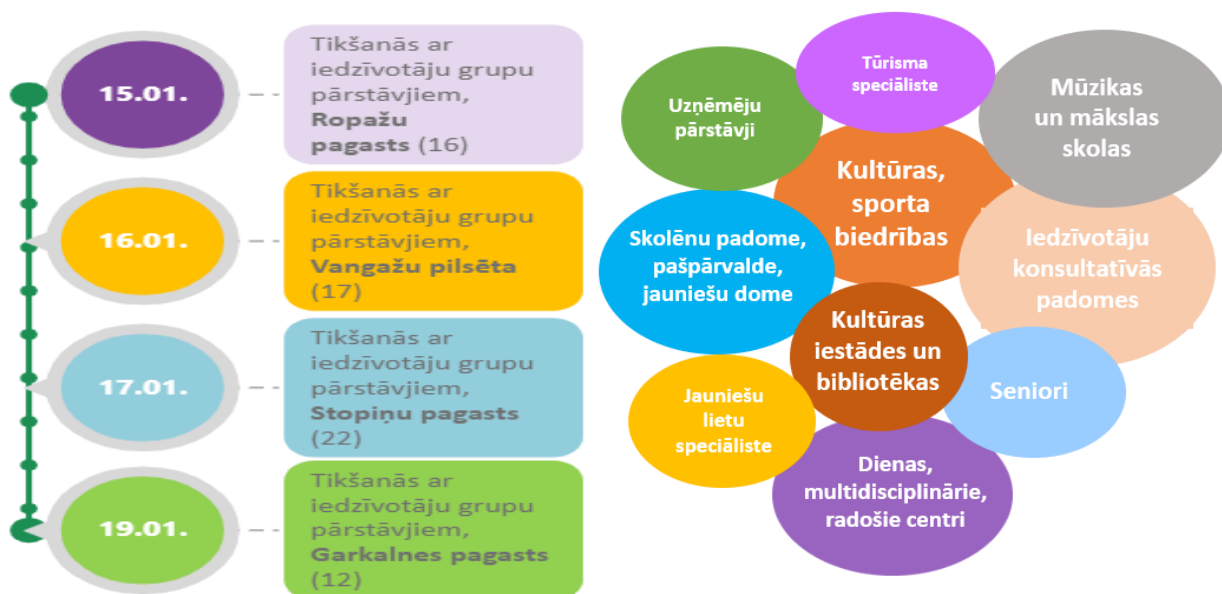 15.01.
Tikšanās ar
iedzīvotāju grupu
pārstāvjiem,
Ropažu
pagasts (16)
16.01.
Tikšanās ar
iedzīvotāju grupu
pārstāvjiem,
Vangažu pilsēta
(17)
17.01.
Tikšanās ar
iedzīvotāju grupu
pārstāvjiem,
Stopiņu pagasts
(22)
19.01.
Tikšanās ar
iedzīvotāju grupu
pārstāvjiem,
Garkalnes pagasts
(12)
Tūrisma
speciāliste
Uzņēmēju
pārstāvji
Mūzikas
un mākslas
skolas
Kultūras,
sporta
biedrības
Skolēnu padome,
pašpārvalde,
jauniešu dome
Iedzīvotāju
konsultatīvās
padomes
Kultūras
iestādes un
bibliotēkas
Seniori
Jauniešu
lietu
speciāliste
Dienas,
multidisciplinārie,
radošie centri